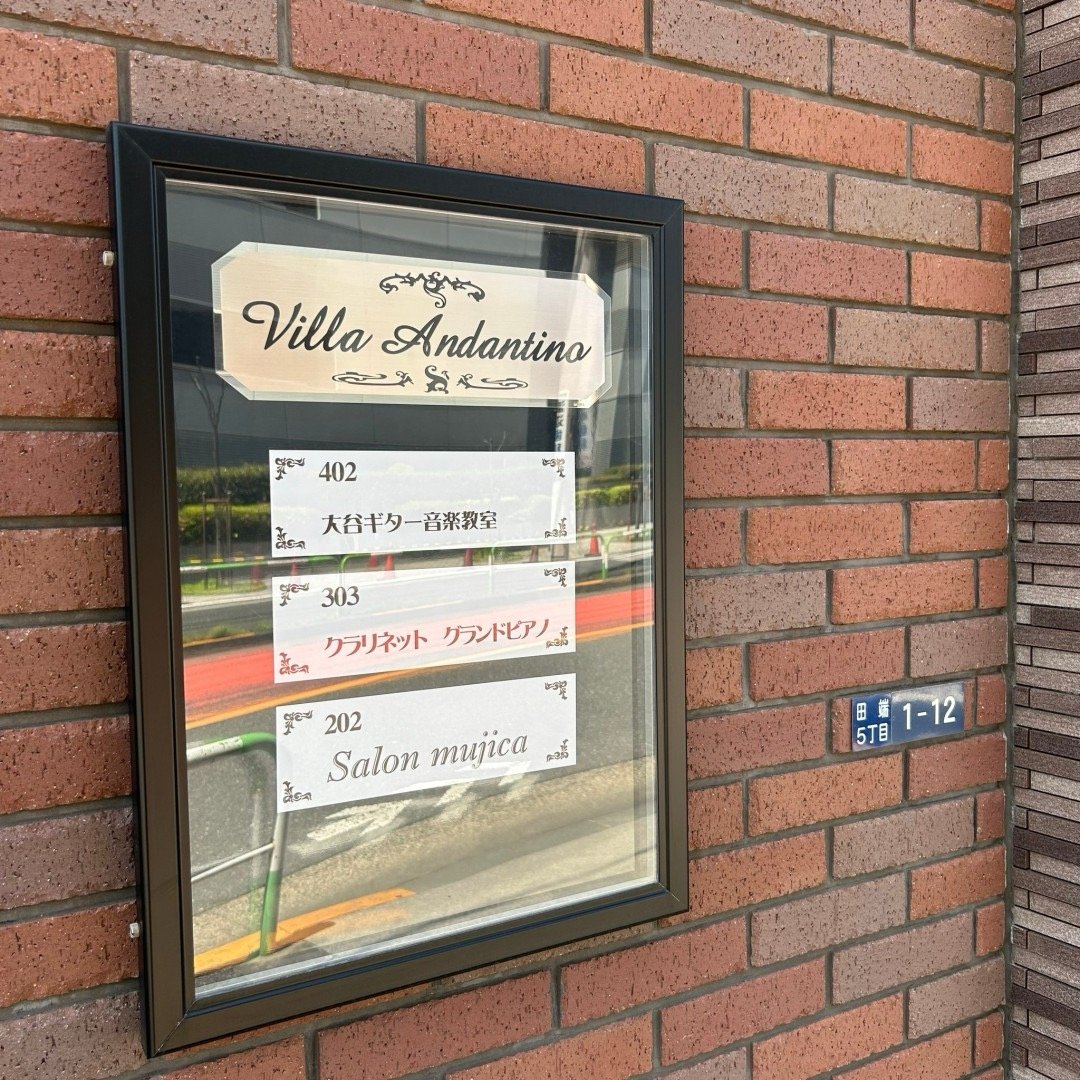 Villa Andantino
402
大谷ギター音楽教室
303
クラリネット グランドピアノ
202
Salon mujica
田端
5丁目
1-12